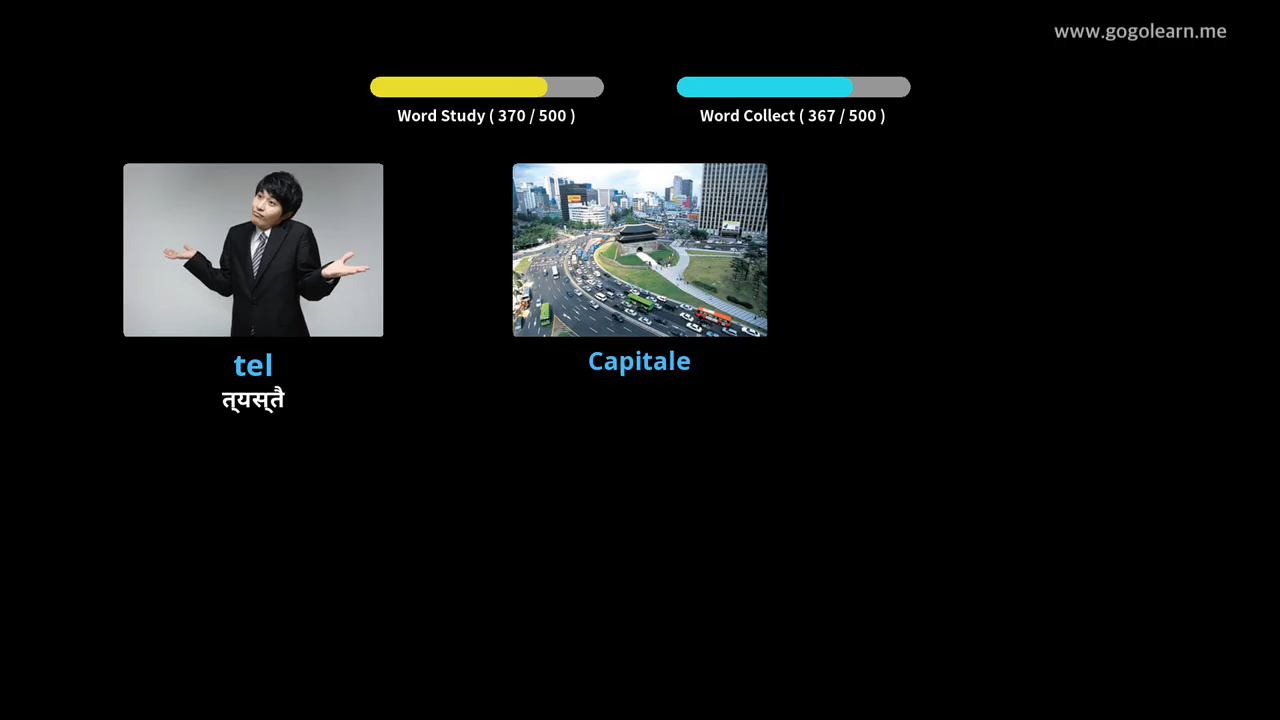 www.gogolearn.me
Word Study ( 370 / 500 )
Word Collect ( 367 / 500 )
tel
त्यस्तै
Capitale